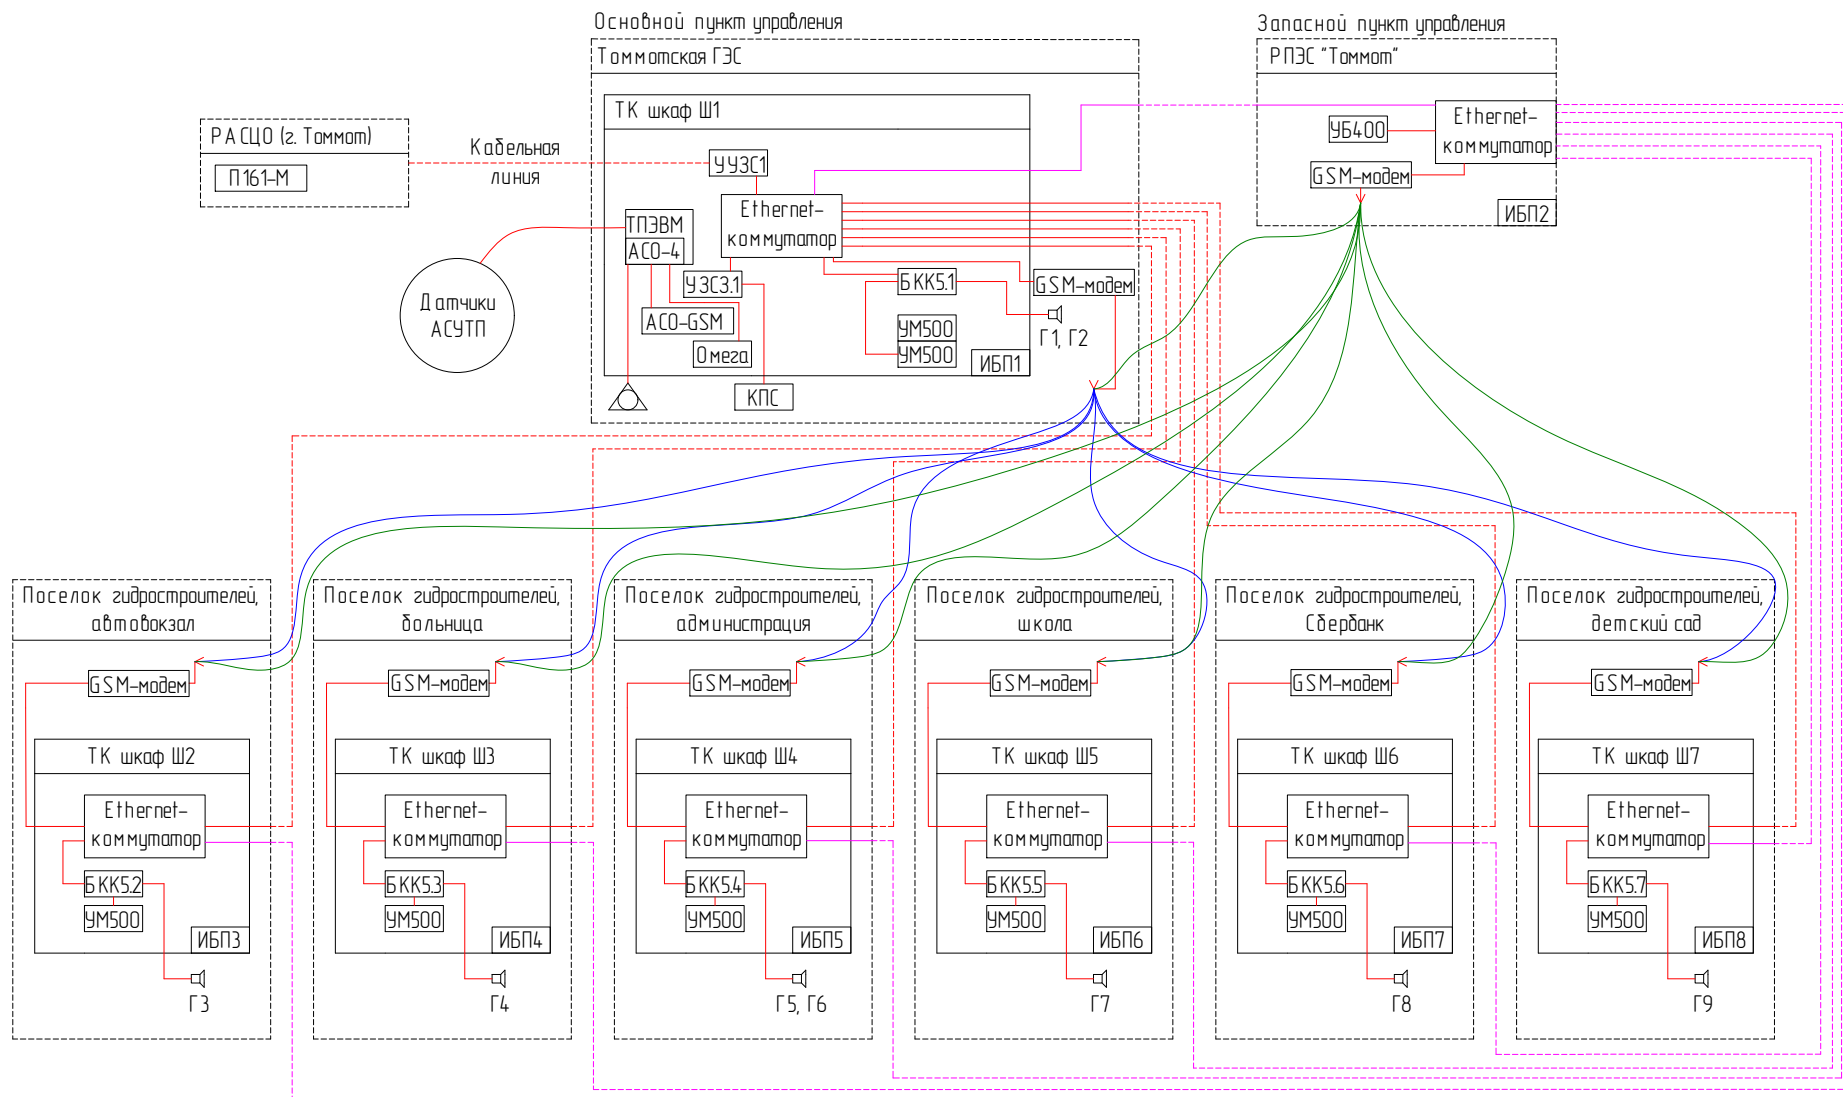 Основной пункт управления
Томмотская ГЭС
ТК шкаф Ш1
РАСЦО (г. Томмот)
П161-М
Кабельная
линия
УУЗС1
Ethernet-
коммутатор
ТПЭВМ
АСО-4
УЗС3.1
АСО-GSM
Омега
КПС
Датчики
АСУТП
БКК5.1
УМ500
УМ500
ИБП1
GSM-модем
Г1, Г2
Запасной пункт управления
РПЭС "Томмот"
УБ400
Ethernet-
коммутатор
GSM-модем
ИБП2
Поселок гидростроителей,
автовокзал
GSM-модем
ТК шкаф Ш2
Ethernet-
коммутатор
БКК5.2
УМ500
ИБП3
Г3
Поселок гидростроителей,
больница
GSM-модем
ТК шкаф Ш3
Ethernet-
коммутатор
БКК5.3
УМ500
ИБП4
Г4
Поселок гидростроителей,
администрация
GSM-модем
ТК шкаф Ш4
Ethernet-
коммутатор
БКК5.4
УМ500
ИБП5
Г5, Г6
Поселок гидростроителей,
школа
GSM-модем
ТК шкаф Ш5
Ethernet-
коммутатор
БКК5.5
УМ500
ИБП6
Г7
Поселок гидростроителей,
Сбербанк
GSM-модем
ТК шкаф Ш6
Ethernet-
коммутатор
БКК5.6
УМ500
ИБП7
Г8
Поселок гидростроителей,
детский сад
GSM-модем
ТК шкаф Ш7
Ethernet-
коммутатор
БКК5.7
УМ500
ИБП8
Г9